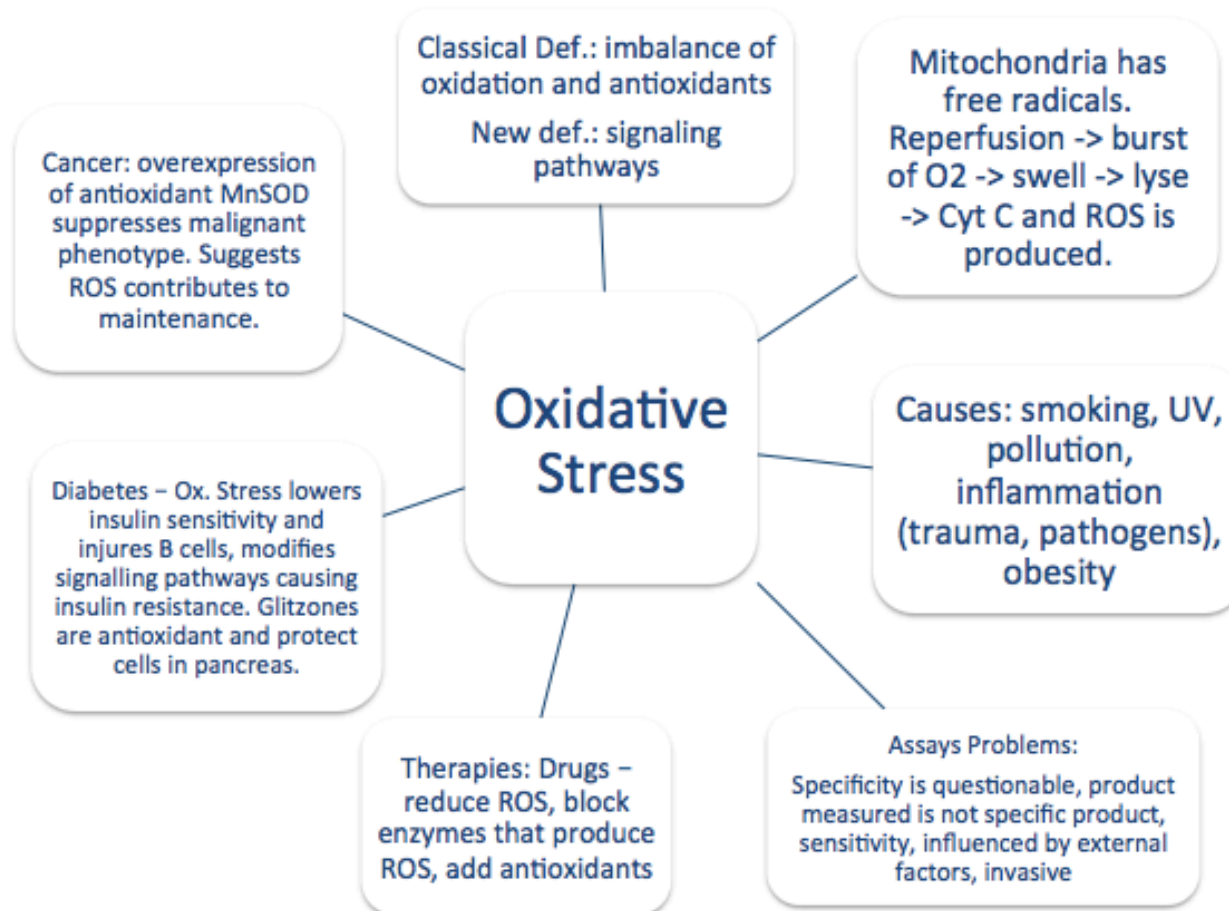 Classical Def.: imbalance of
oxidation and antioxidants
New def.: signaling
pathways
Mitochondria has
free radicals.
Reperfusion -> burst
of O2 -> swell -> lyse
-> Cyt C and ROS is
produced.
Cancer: overexpression
of antioxidant MnSOD
suppresses malignant
phenotype. Suggests
ROS contributes to
maintenance.
Oxidative
Stress
Causes: smoking, UV,
pollution,
inflammation
(trauma, pathogens),
obesity
Diabetes – Ox. Stress lowers
insulin sensitivity and
injures B cells, modifies
signalling pathways causing
insulin resistance. Glitzones
are antioxidant and protect
cells in pancreas.
Therapies: Drugs –
reduce ROS, block
enzymes that produce
ROS, add antioxidants
Assays Problems:
Specificity is questionable, product
measured is not specific product,
sensitivity, influenced by external
factors, invasive